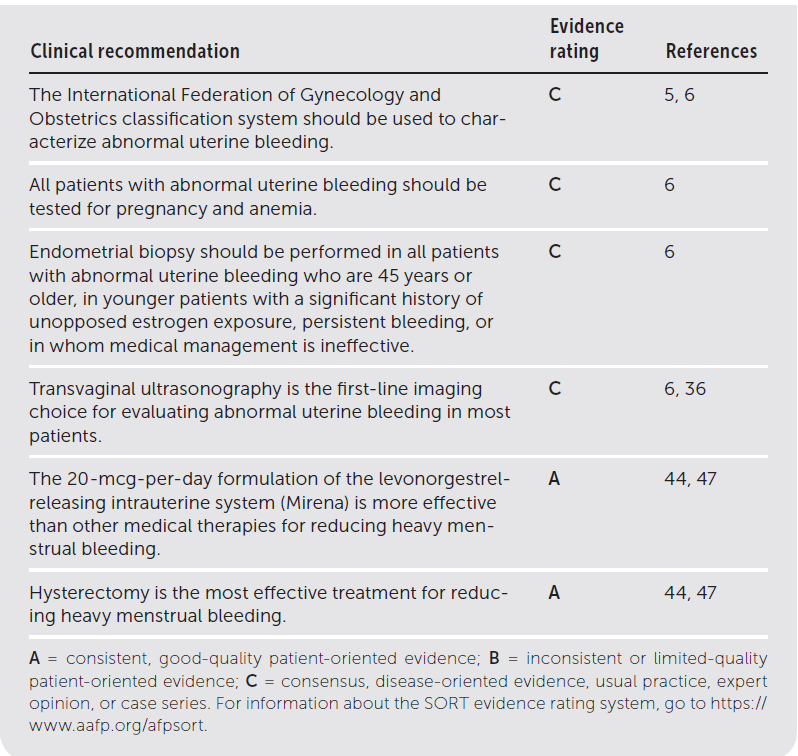 Clinical recommendation Evidence rating References
The International Federation of Gynecology and C 5, 6
Obstetrics classification system should be used to char-
acterize abnormal uterine bleeding.
All patients with abnormal uterine bleeding should be C 6
tested for pregnancy and anemia.
Endometrial biopsy should be performed in all patients C 6
with abnormal uterine bleeding who are 45 years or
older, in younger patients with a significant history of
unopposed estrogen exposure, persistent bleeding, or
in whom medical management is ineffective.
Transvaginal ultrasonography is the first-line imaging C 6, 36
choice for evaluating abnormal uterine bleeding in most
patients.
The 20-mcg-per-day formulation of the levonorgestrel- A 44, 47
releasing intrauterine system (Mirena) is more effective
than other medical therapies for reducing heavy men-
strual bleeding.
Hysterectomy is the most effective treatment for reduc- A 44, 47
ing heavy menstrual bleeding.
A = consistent, good-quality patient-oriented evidence; B = inconsistent or limited-quality
patient-oriented evidence; C = consensus, disease-oriented evidence, usual practice, expert
opinion, or case series. For information about the SORT evidence rating system, go to https://
www.aafp.org/afpsort.